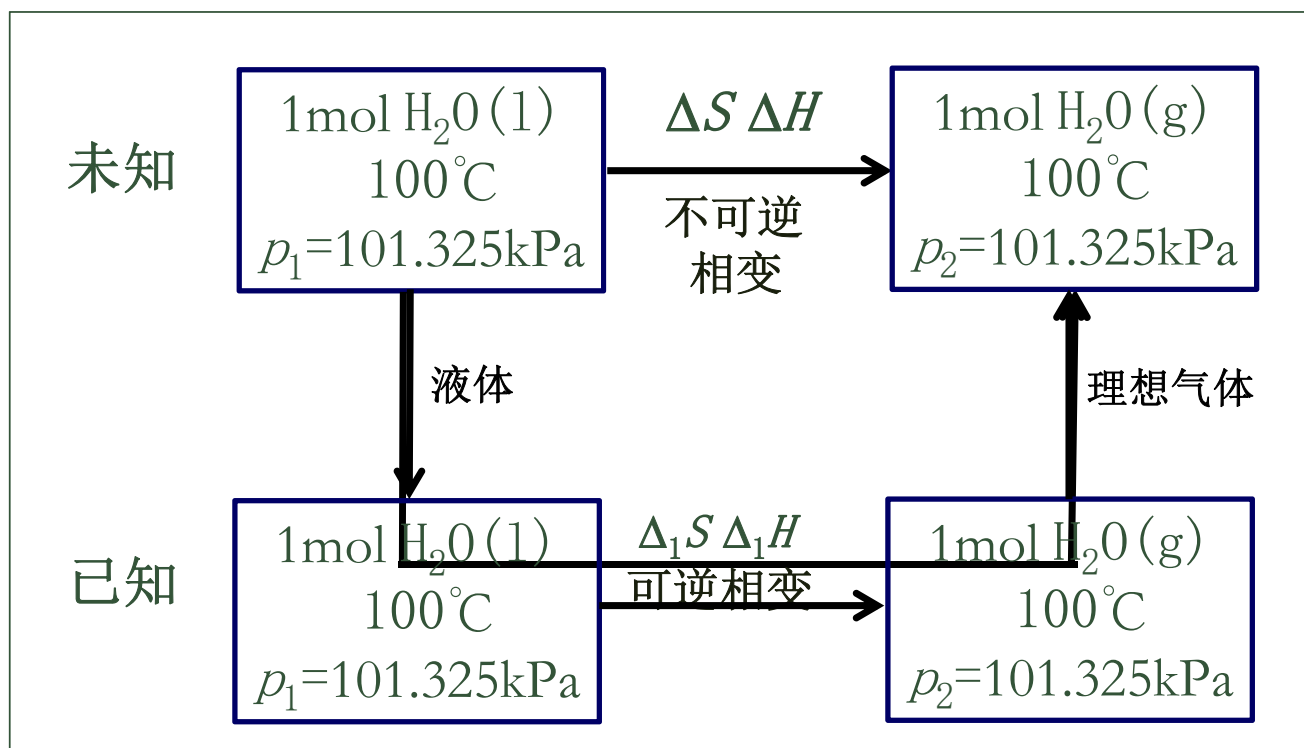 未知
1mol H₂O(l)
100℃
p₁=101.325kPa
ΔS ΔH
不可逆
相变
1mol H₂O(g)
100℃
p₂=101.325kPa
液体
理想气体
已知
1mol H₂O(l)
100℃
p₁=101.325kPa
Δ₁S Δ₁H
可逆相变
1mol H₂O(g)
100℃
p₂=101.325kPa